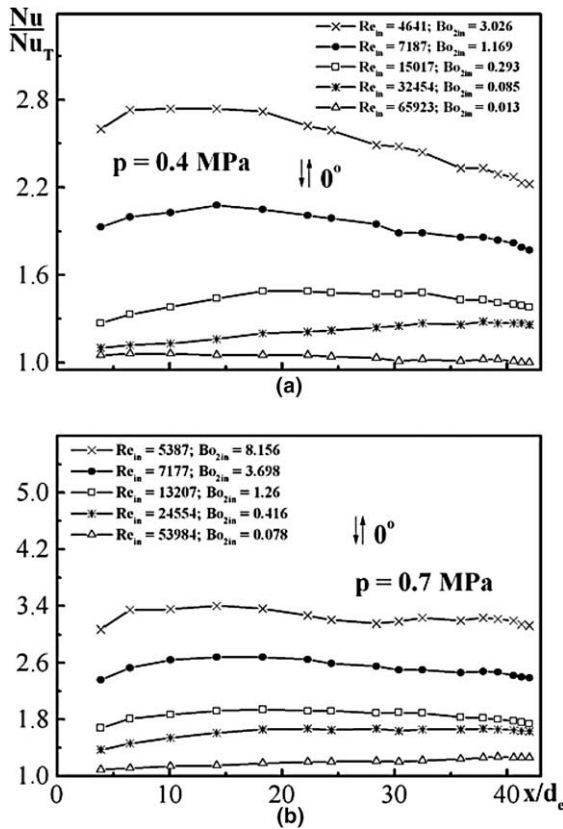 Nu
Nu_T
Re_in = 4641; Bo_2in = 3.026
Re_in = 7187; Bo_2in = 1.169
Re_in = 15017; Bo_2in = 0.293
Re_in = 32454; Bo_2in = 0.085
Re_in = 65923; Bo_2in = 0.013
2.8
p = 0.4 MPa
↓↑ 0°
2.2
1.6
1.0
(a)
Re_in = 5387; Bo_2in = 8.156
Re_in = 7177; Bo_2in = 3.698
Re_in = 13207; Bo_2in = 1.26
Re_in = 24554; Bo_2in = 0.416
Re_in = 53984; Bo_2in = 0.078
5.0
↓↑ 0°
4.2
p = 0.7 MPa
3.4
2.6
1.8
1.0
0 10 20 30 40 x/d_e
(b)